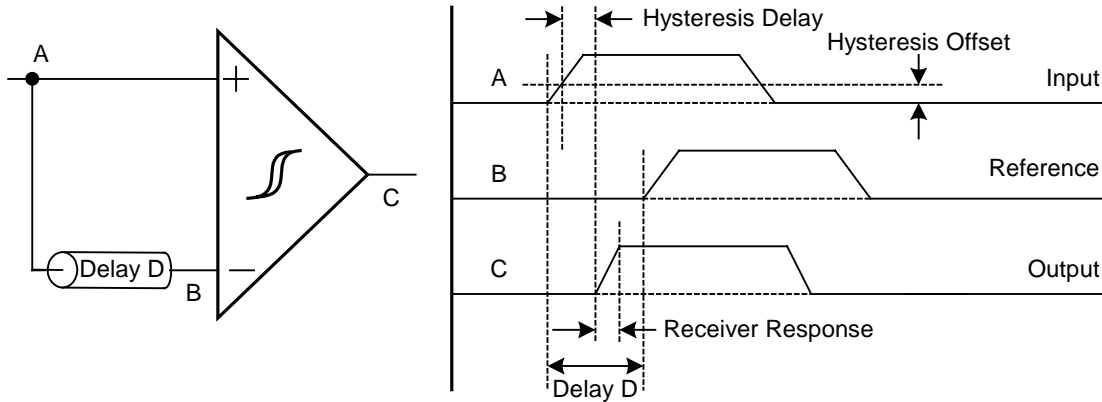 A
+
Delay D
B
−
C
Hysteresis Delay
Hysteresis Offset
A
Input
B
Reference
C
Output
Receiver Response
Delay D